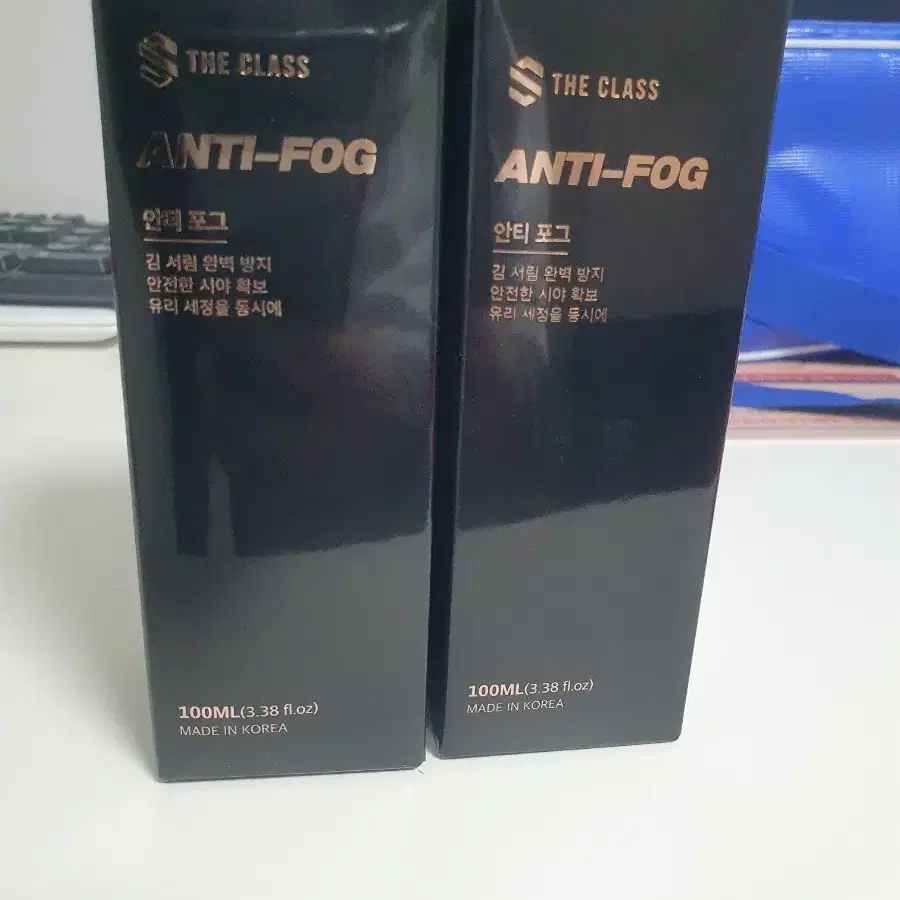 THE CLASS
ANTI-FOG
안티 포그
김 서림 완벽 방지
안전한 시야 확보
유리 세정을 동시에
100ML(3.38 fl.oz)
MADE IN KOREA
THE CLASS
ANTI-FOG
안티 포그
김 서림 완벽 방지
안전한 시야 확보
유리 세정을 동시에
100ML(3.38 fl.oz)
MADE IN KOREA